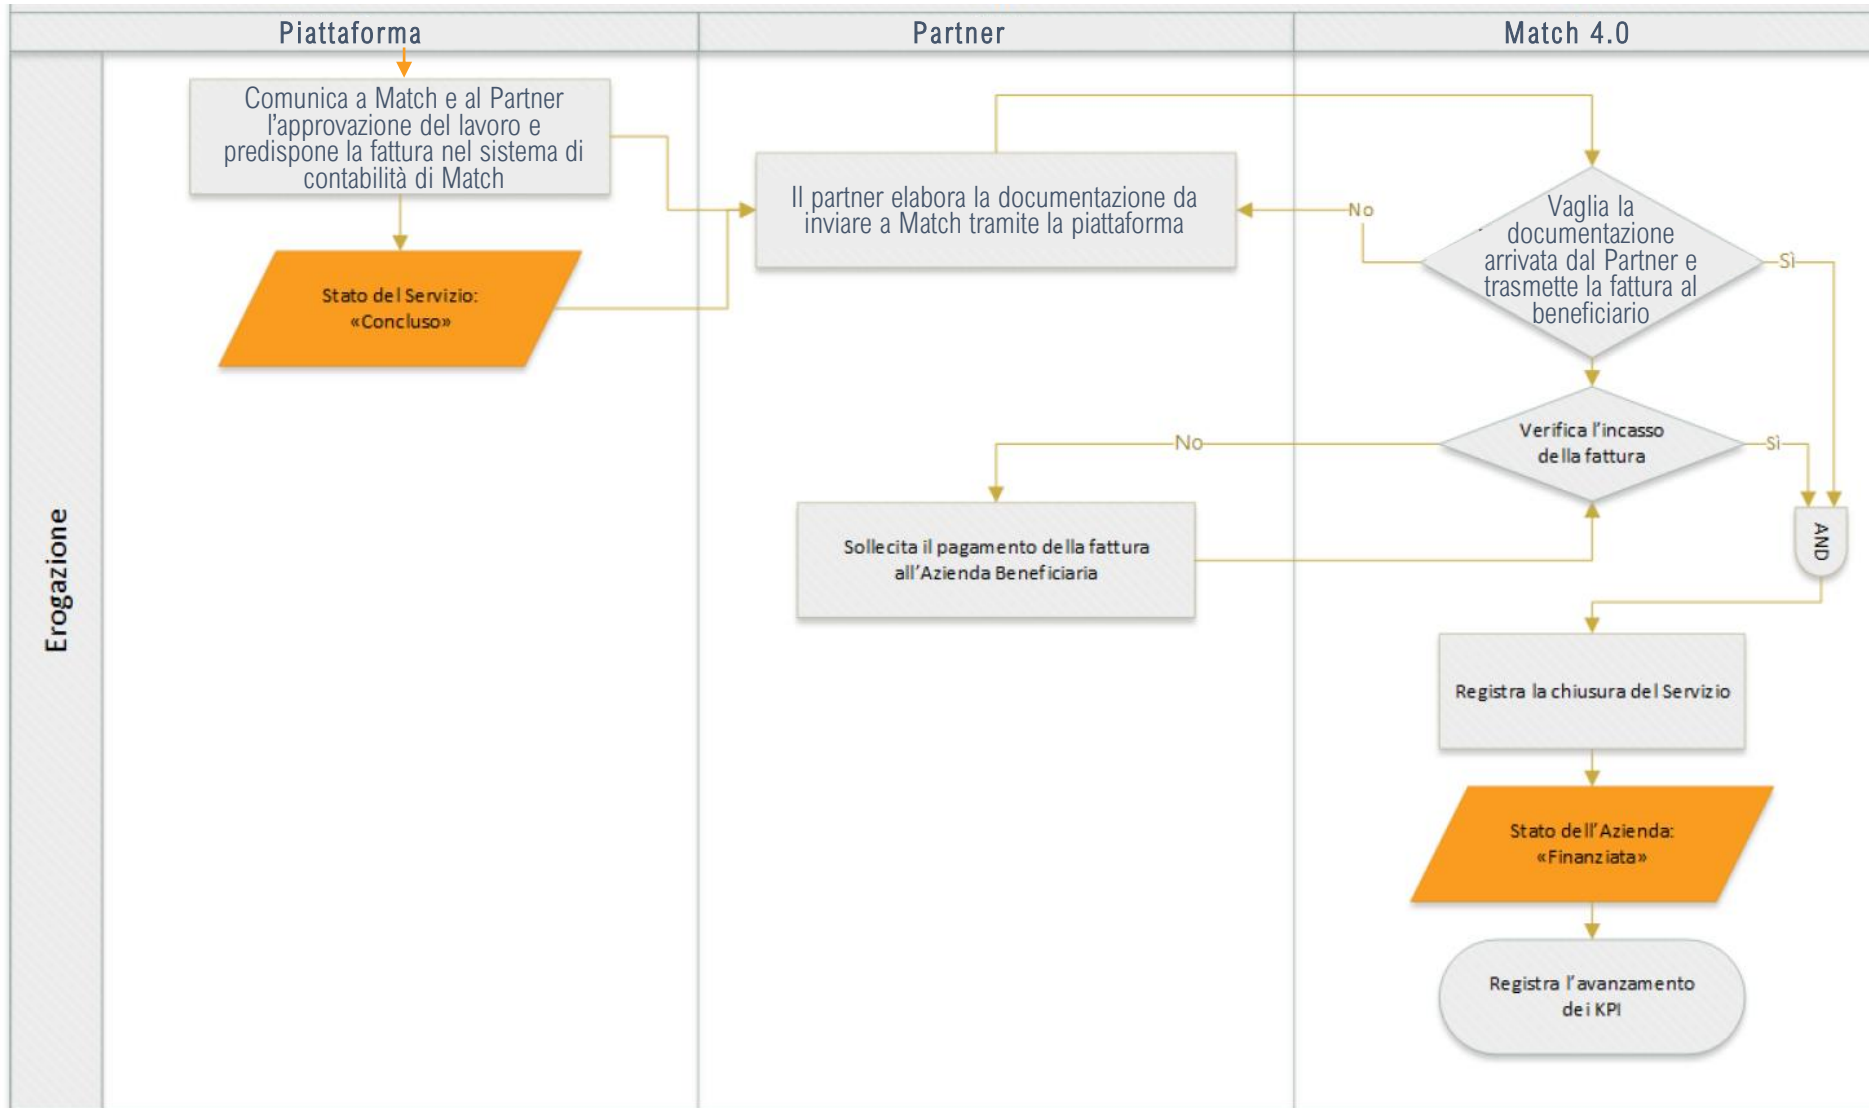 Piattaforma
Partner
Match 4.0
Erogazione
Comunica a Match e al Partner
l'approvazione del lavoro e
predispone la fattura nel sistema di
contabilità di Match
Stato del Servizio:
«Concluso»
Il partner elabora la documentazione da
inviare a Match tramite la piattaforma
No
Vaglia la
documentazione
arrivata dal Partner e
trasmette la fattura al
beneficiario
Sì
No
Verifica l'incasso
della fattura
Sì
Sollecita il pagamento della fattura
all'Azienda Beneficiaria
AND
Registra la chiusura del Servizio
Stato dell'Azienda:
«Finanziata»
Registra l'avanzamento
dei KPI